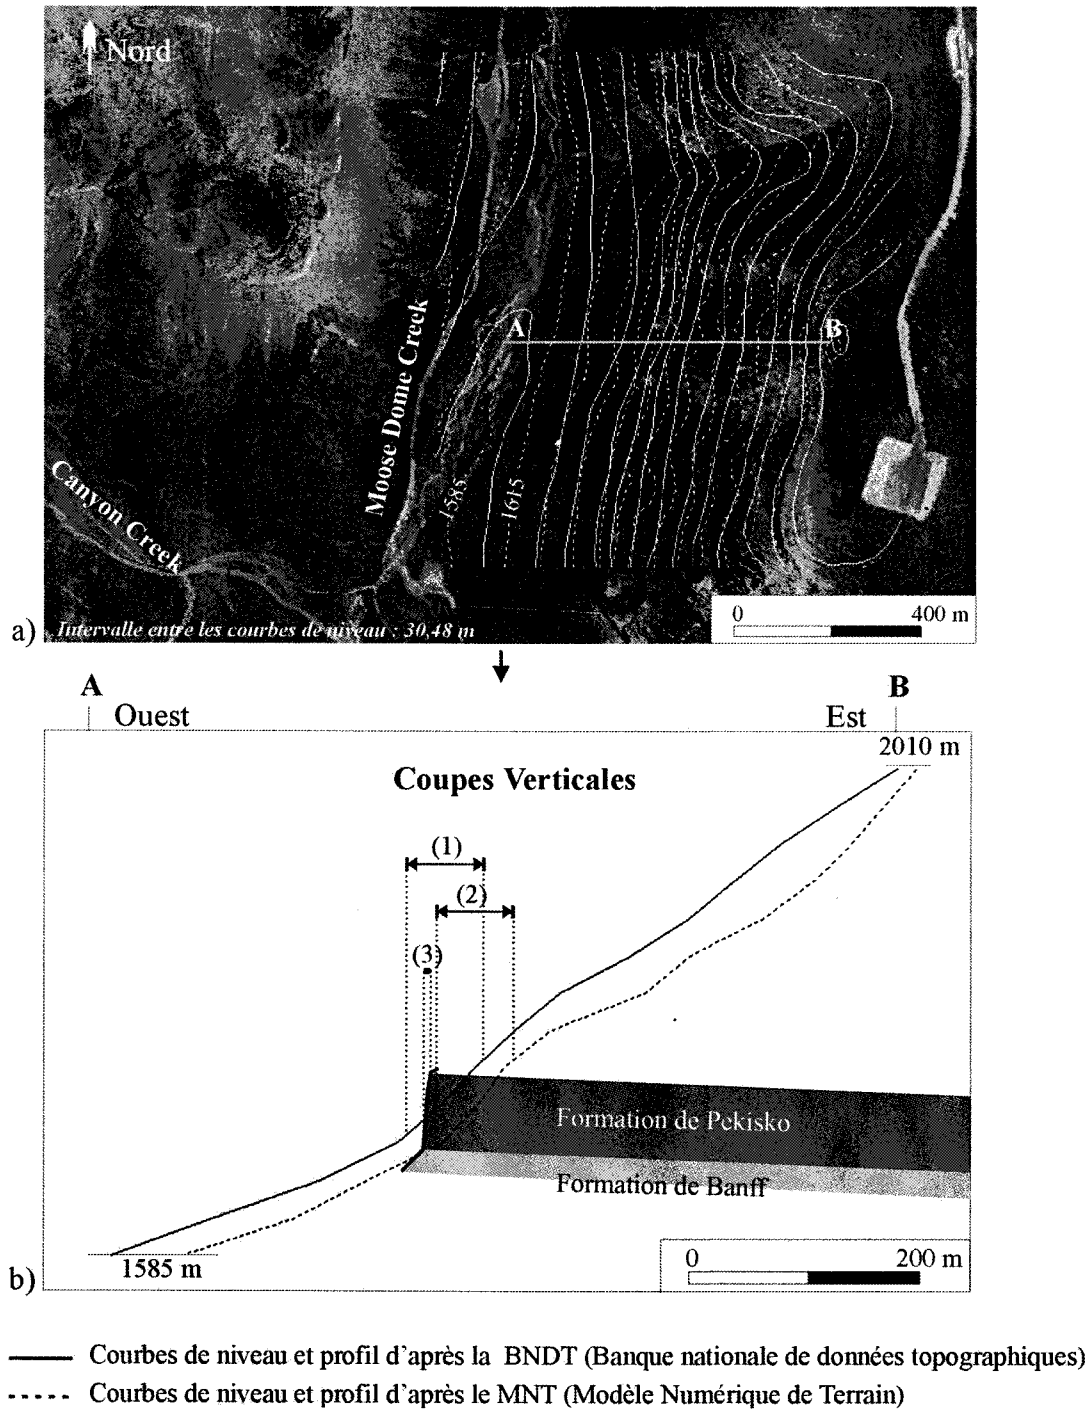 Nord
A
B
Moose Dome Creek
Canyon Creek
1585
1615
0
400 m
a)
Intervalle entre les courbes de niveau : 30,48 m
A
B
Ouest
Est
2010 m
Coupes Verticales
(1)
(2)
(3)
Formation de Pekisko
Formation de Banff
1585 m
0
200 m
b)
Courbes de niveau et profil d'après la BNDT (Banque nationale de données topographiques)
Courbes de niveau et profil d'après le MNT (Modèle Numérique de Terrain)